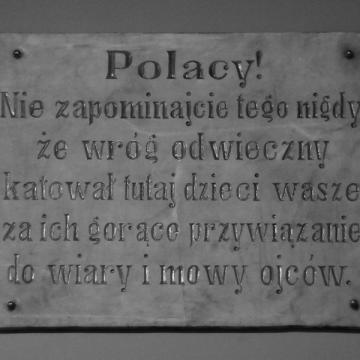 Polacy!
Nie zapominajcie tego nigdy
że wróg odwieczny
katował tutaj dzieci wasze
za ich gorące przywiązanie
do wiary i mowy ojców.